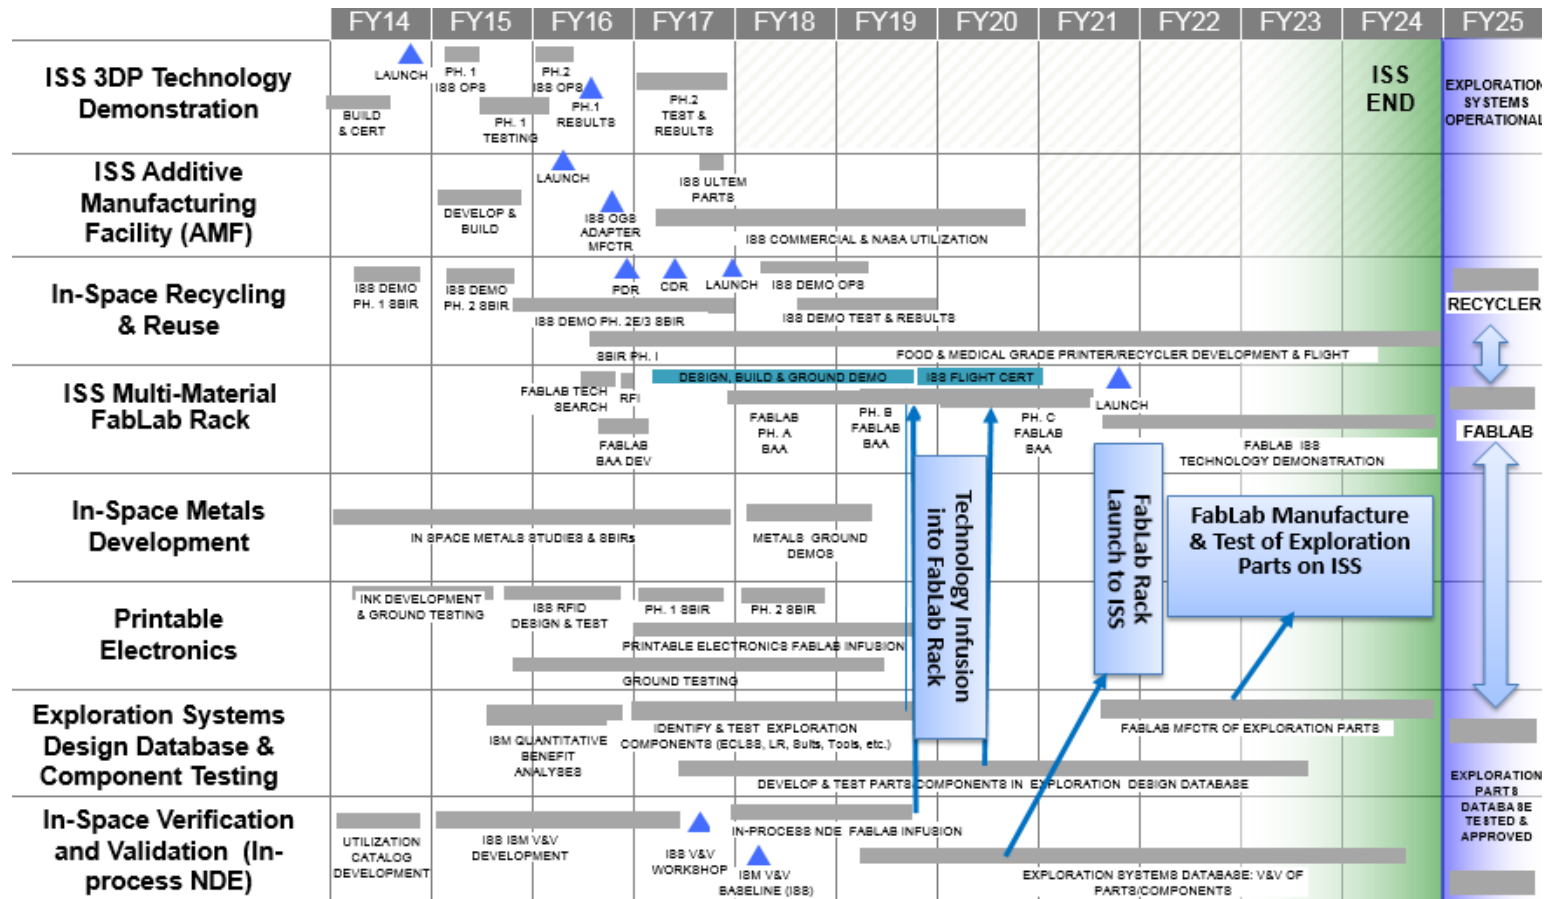 FY14 FY15 FY16 FY17 FY18 FY19 FY20 FY21 FY22 FY23 FY24 FY25
ISS 3DP Technology
Demonstration
LAUNCH
BUILD
& CERT
PH. 1
ISS OPS
PH. 1
TESTING
PH.2
ISS OPS
PH.1
RESULTS
PH.2
TEST &
RESULTS
ISS
END
EXPLORATION
SYSTEMS
OPERATIONAL
ISS Additive
Manufacturing
Facility (AMF)
DEVELOP &
BUILD
LAUNCH
ISS OGS
ADAPTER
MFCTR
ISS ULTEM
PARTS
ISS COMMERCIAL & NASA UTILIZATION
In-Space Recycling
& Reuse
ISS DEMO
PH. 1 SBIR
ISS DEMO
PH. 2 SBIR
PDR
CDR
LAUNCH
ISS DEMO OPS
ISS DEMO PH. 2E/3 SBIR
ISS DEMO TEST & RESULTS
SBIR PH. I
FOOD & MEDICAL GRADE PRINTER/RECYCLER DEVELOPMENT & FLIGHT
RECYCLER
ISS Multi-Material
FabLab Rack
FABLAB TECH
SEARCH
RFI
FABLAB
BAA DEV
DESIGN, BUILD & GROUND DEMO
ISS FLIGHT CERT
FABLAB
PH. A
BAA
PH. B
FABLAB
BAA
PH. C
FABLAB
BAA
LAUNCH
FABLAB ISS
TECHNOLOGY DEMONSTRATION
FABLAB
Technology Infusion
into FabLab Rack
FabLab Rack
Launch to ISS
FabLab Manufacture
& Test of Exploration
Parts on ISS
In-Space Metals
Development
IN SPACE METALS STUDIES & SBIRs
METALS GROUND
DEMOS
Printable
Electronics
INK DEVELOPMENT
& GROUND TESTING
ISS RFID
DESIGN & TEST
PH. 1 SBIR
PH. 2 SBIR
PRINTABLE ELECTRONICS FABLAB INFUSION
GROUND TESTING
Exploration Systems
Design Database &
Component Testing
ISM QUANTITATIVE
BENEFIT
ANALYSES
IDENTIFY & TEST EXPLORATION
COMPONENTS (ECLSS, LR, Suits, Tools, etc.)
FABLAB MFCTR OF EXPLORATION PARTS
DEVELOP & TEST PARTS/COMPONENTS IN EXPLORATION DESIGN DATABASE
EXPLORATION
PARTS
DATABASE
TESTED &
APPROVED
In-Space Verification
and Validation (In-
process NDE)
UTILIZATION
CATALOG
DEVELOPMENT
ISS ISM V&V
DEVELOPMENT
ISS V&V
WORKSHOP
IN-PROCESS NDE FABLAB INFUSION
ISM V&V
BASELINE (ISS)
EXPLORATION SYSTEMS DATABASE: V&V OF
PARTS/COMPONENTS